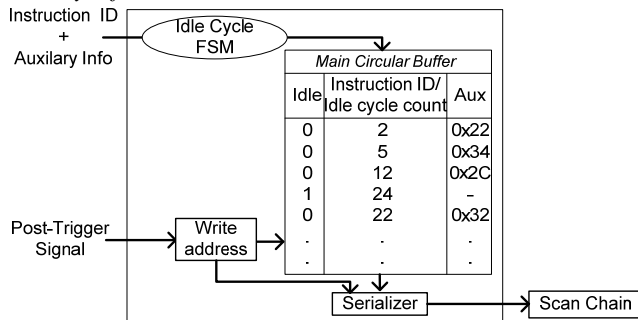 Instruction ID
+
Auxilary Info
Idle Cycle
FSM
Main Circular Buffer
Idle Instruction ID/ Idle cycle count Aux
0 2 0x22
0 5 0x34
0 12 0x2C
1 24 -
0 22 0x32
. . .
. . .
Post-Trigger
Signal
Write
address
Serializer
Scan Chain